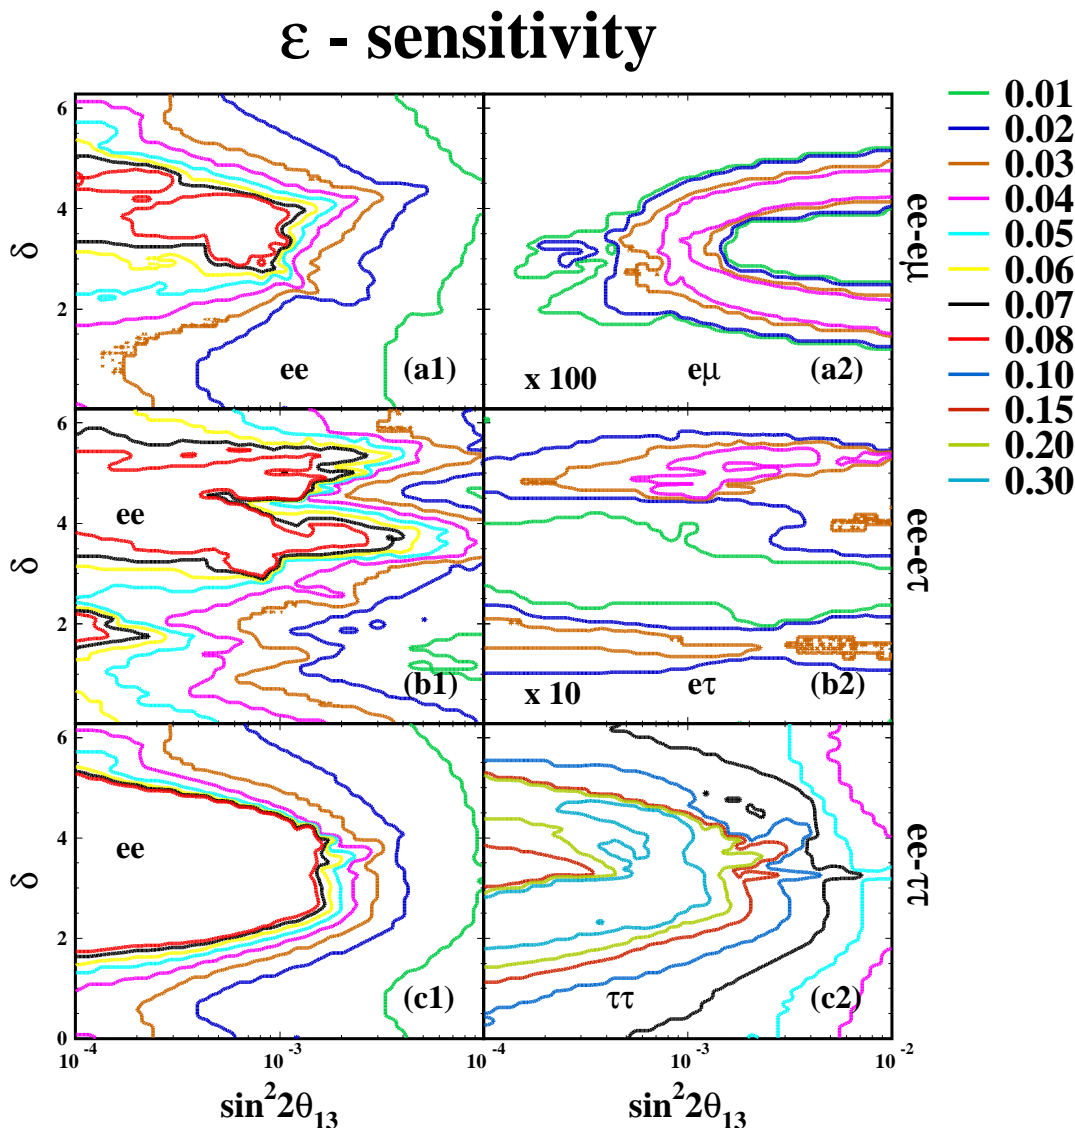 ε - sensitivity
0.01
0.02
0.03
0.04
0.05
0.06
0.07
0.08
0.10
0.15
0.20
0.30
6
4
2
δ
ee
(a1)
x 100
eμ
(a2)
ee-eμ
6
4
2
δ
ee
(b1)
x 10
eτ
(b2)
ee-eτ
6
4
2
0
δ
ee
(c1)
ττ
(c2)
ee-ττ
10^-4
10^-3
10^-4
10^-3
10^-2
sin²2θ₁₃
sin²2θ₁₃